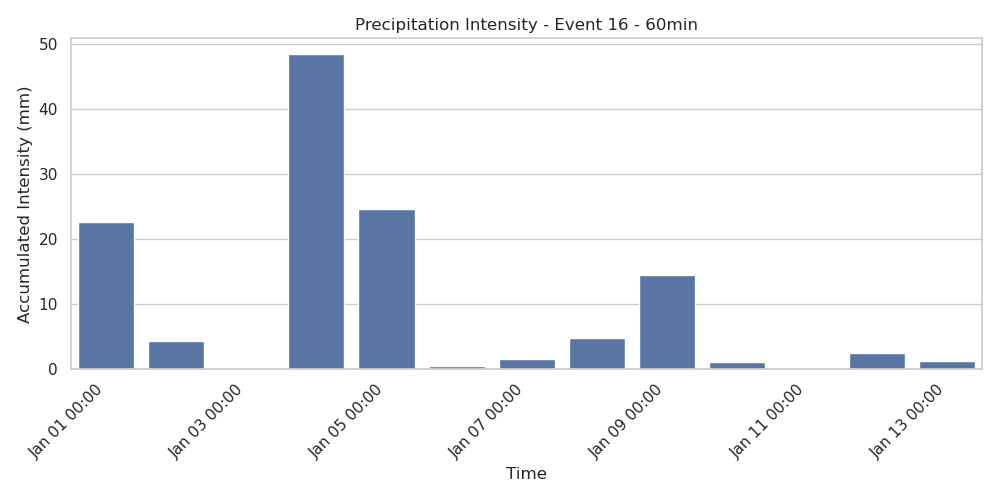 Precipitation Intensity - Event 16 - 60min
Accumulated Intensity (mm)
50
40
30
20
10
0
Jan 01 00:00
Jan 03 00:00
Jan 05 00:00
Jan 07 00:00
Jan 09 00:00
Jan 11 00:00
Jan 13 00:00
Time